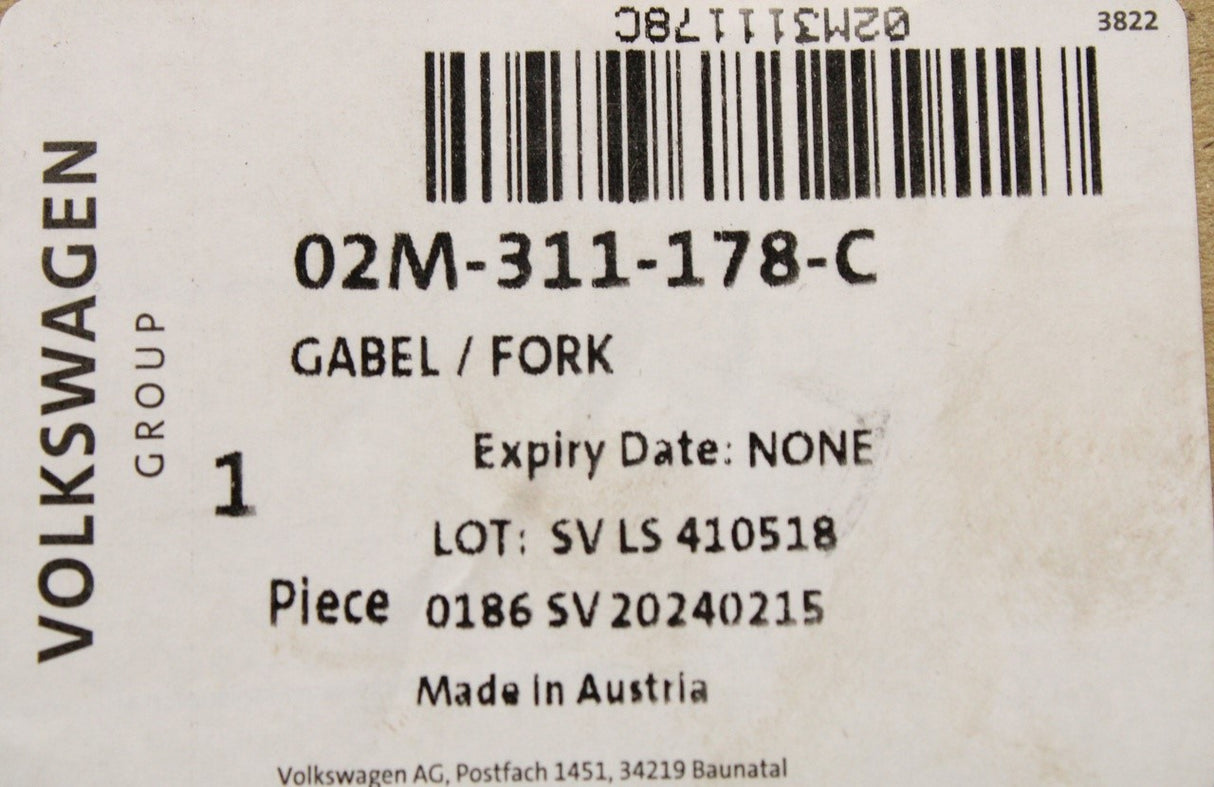 02M311178C
3822
02M-311-178-C
GABEL / FORK
Expiry Date: NONE
LOT: SV LS 410518
1
Piece 0186 SV 20240215
Made in Austria
Volkswagen AG, Postfach 1451, 34219 Baunatal
VOLKSWAGEN
GROUP